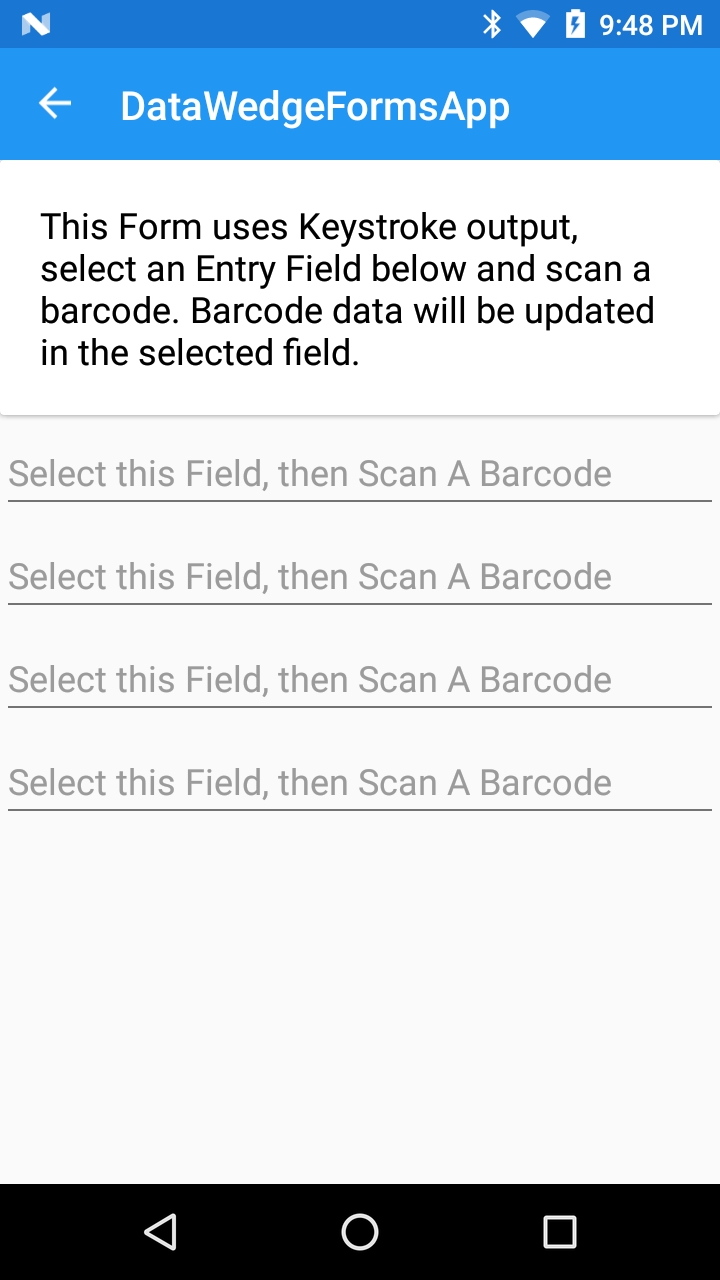 9:48 PM
DataWedgeFormsApp
This Form uses Keystroke output,
select an Entry Field below and scan a
barcode. Barcode data will be updated
in the selected field.
Select this Field, then Scan A Barcode
Select this Field, then Scan A Barcode
Select this Field, then Scan A Barcode
Select this Field, then Scan A Barcode